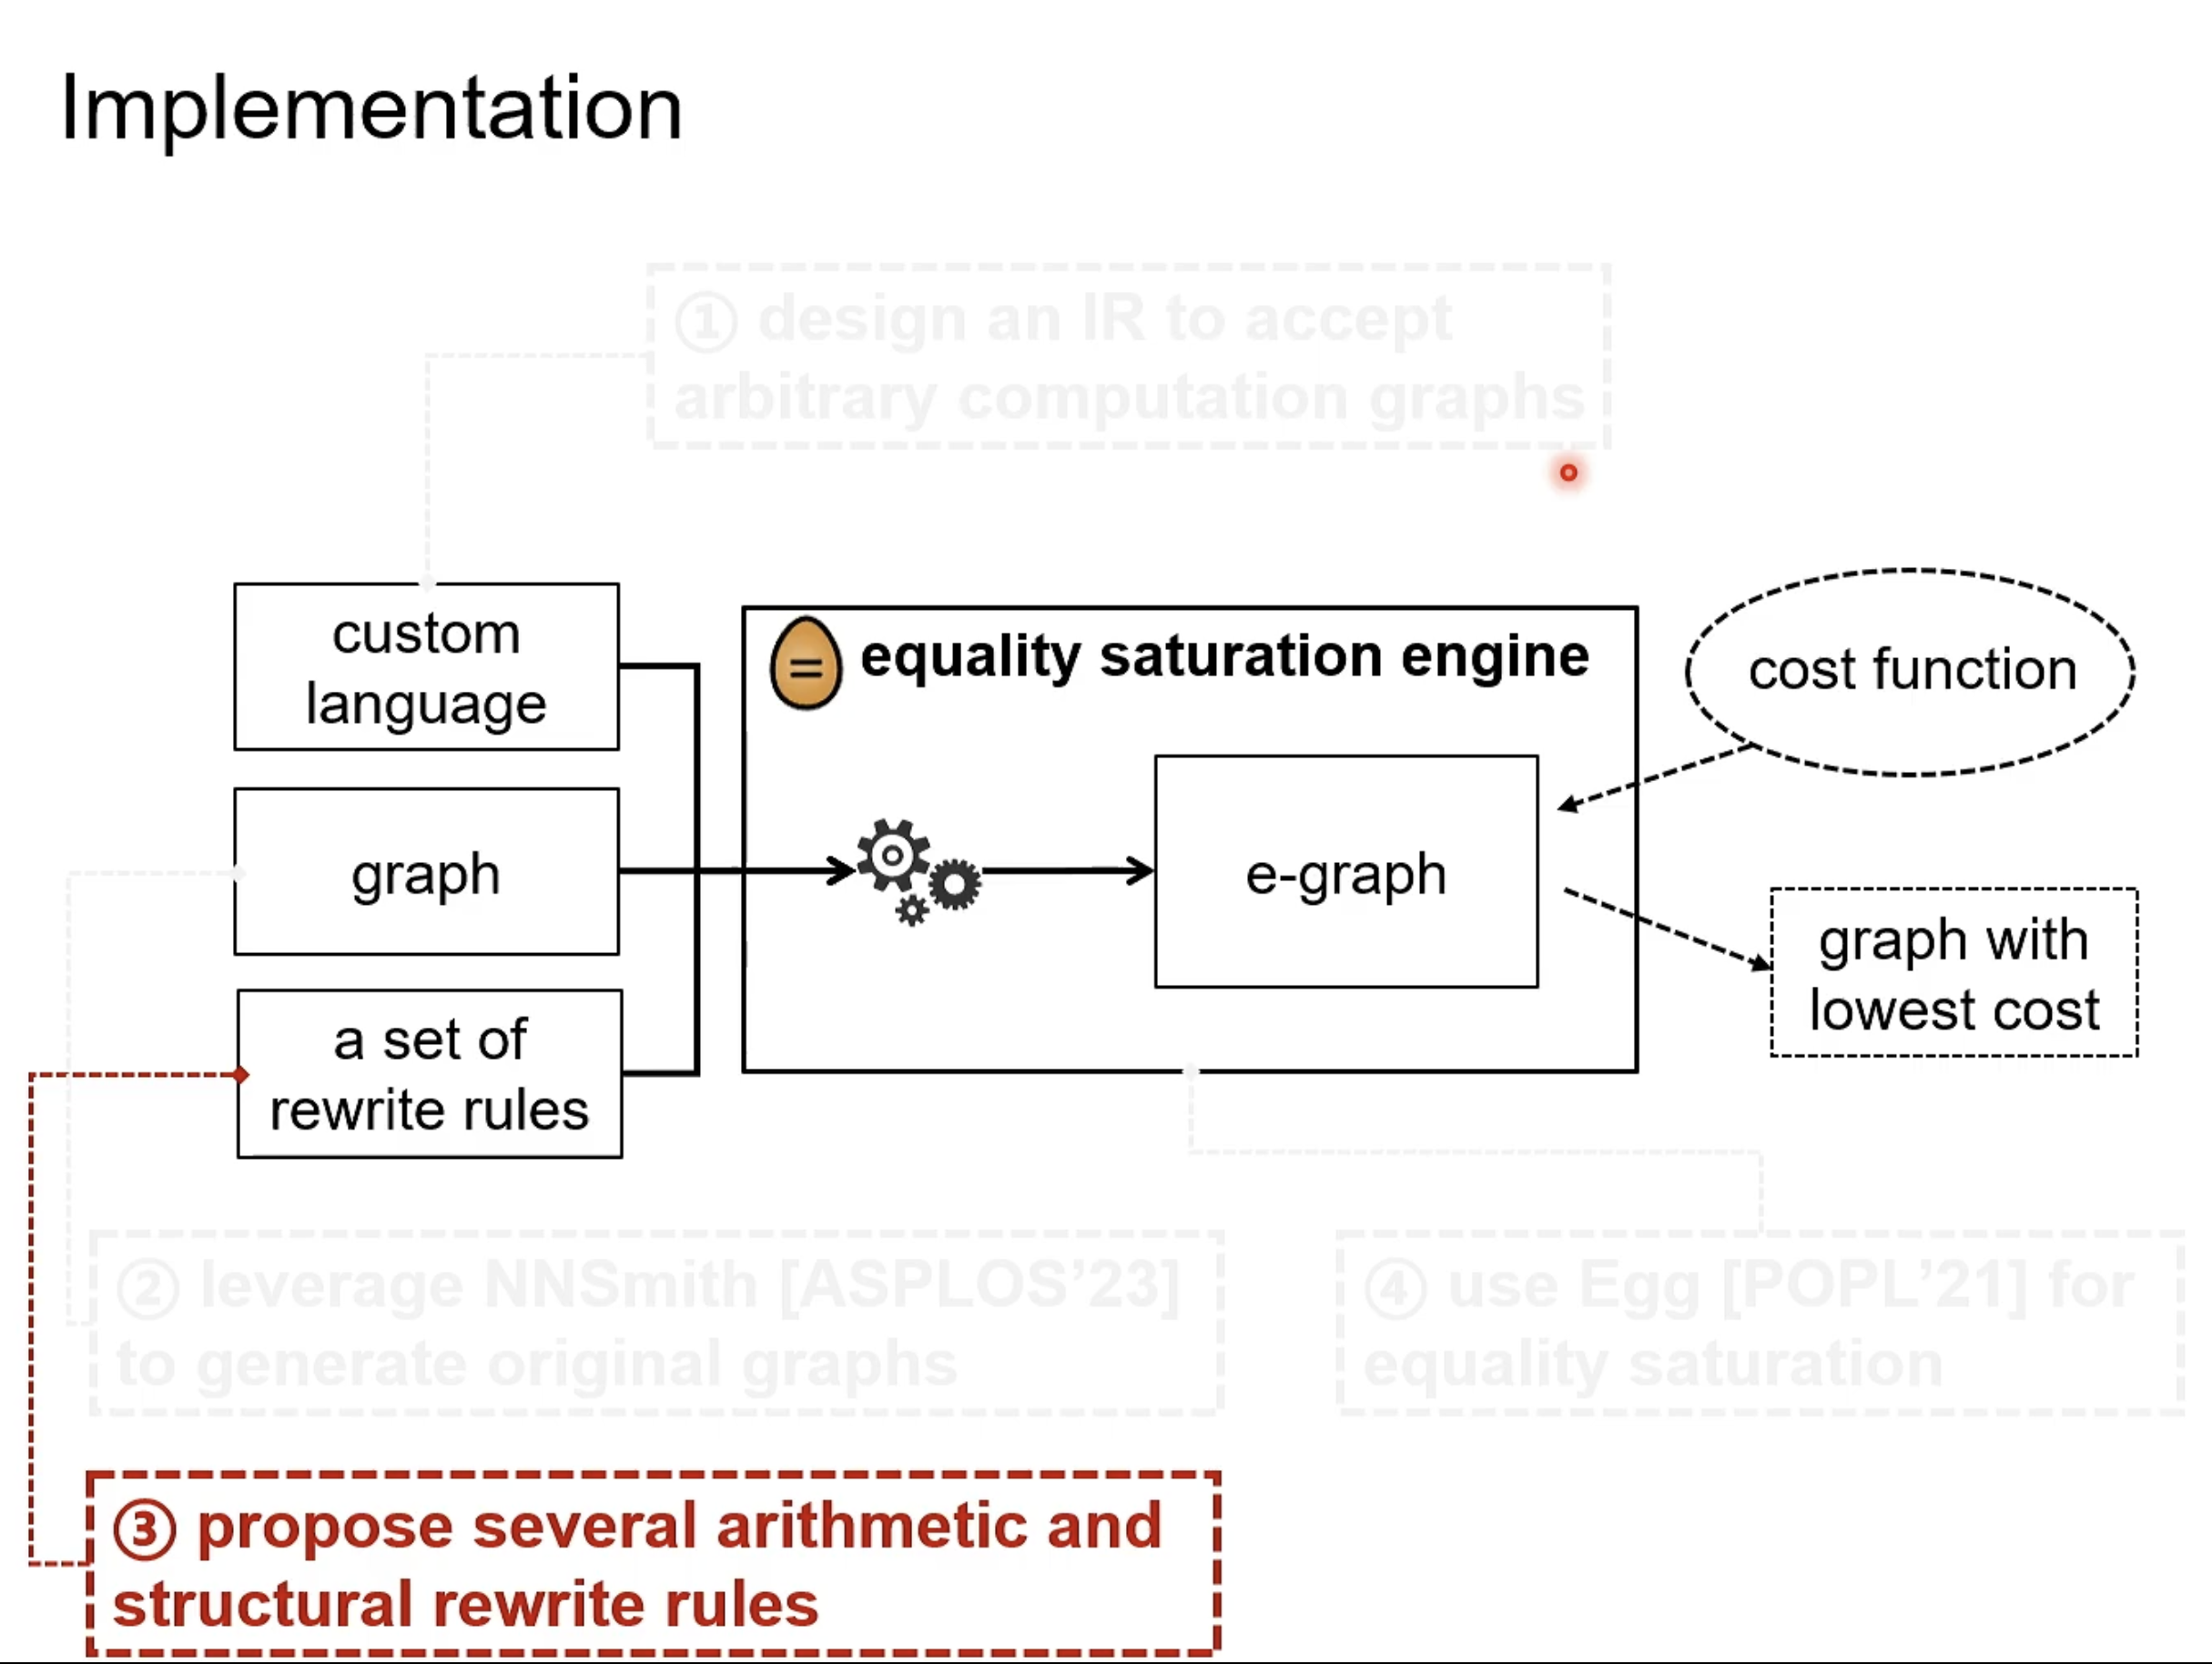 Implementation
① design an IR to accept
arbitrary computation graphs
custom
language
equality saturation engine
cost function
graph
e-graph
graph with
lowest cost
a set of
rewrite rules
② leverage NNSmith [ASPLOS’23]
to generate original graphs
④ use Egg [POPL’21] for
equality saturation
③ propose several arithmetic and
structural rewrite rules